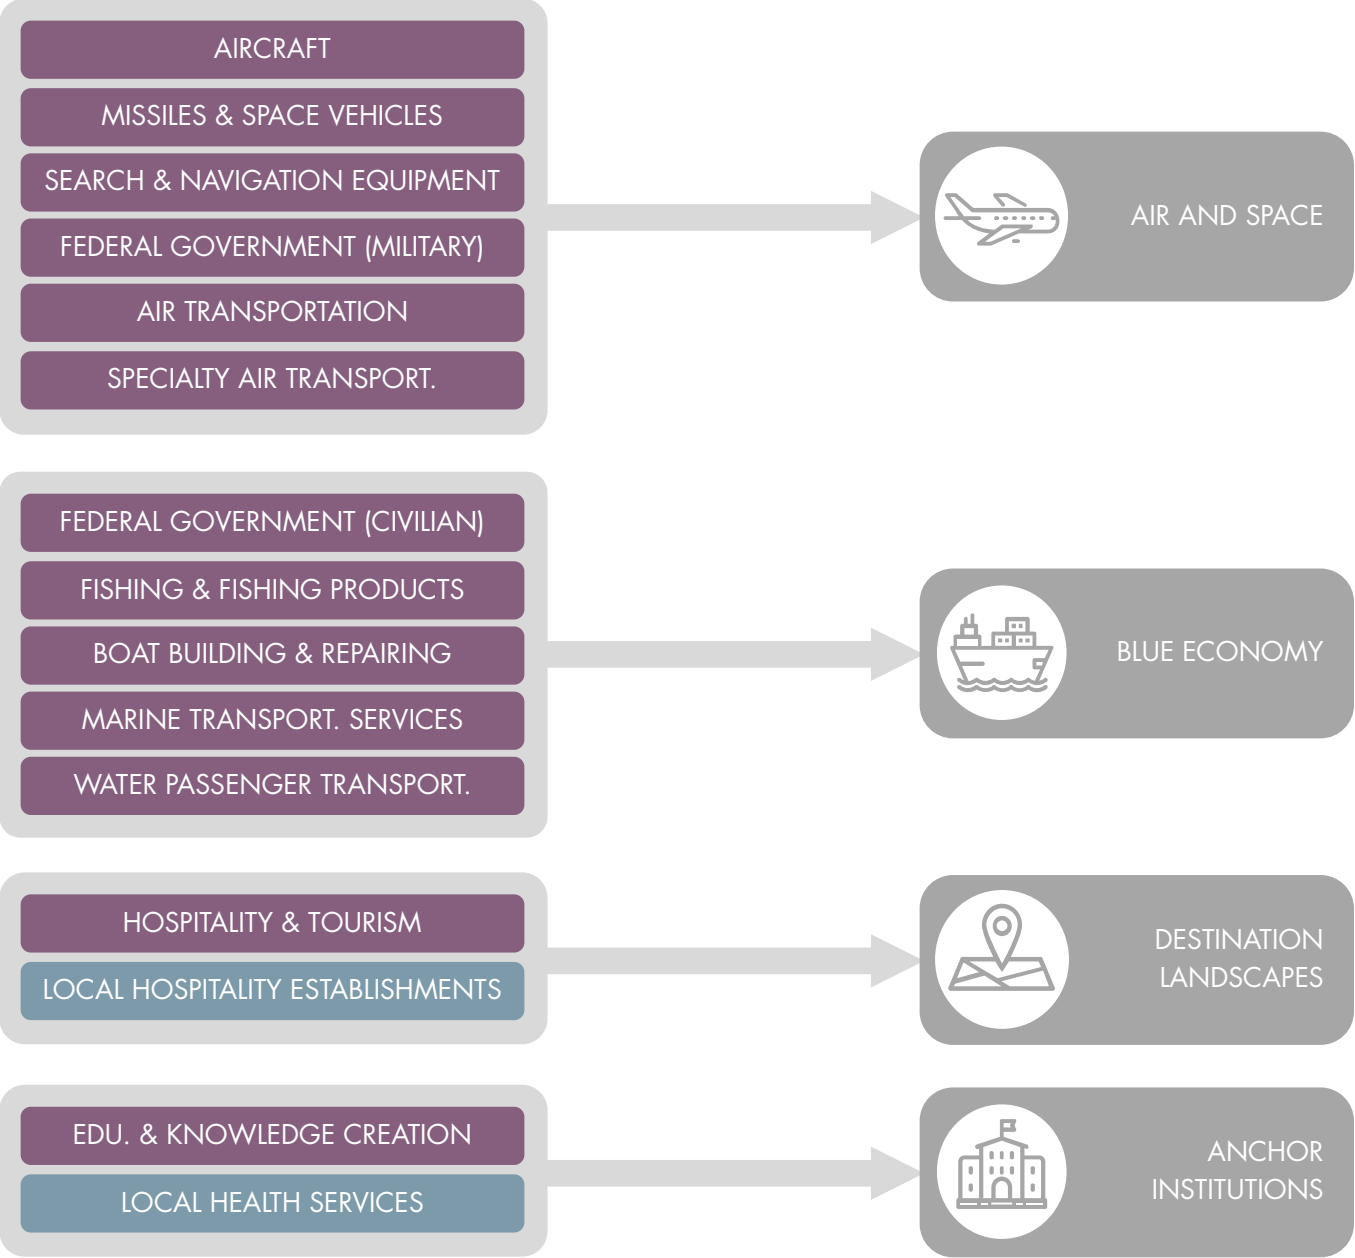 AIRCRAFT
MISSILES & SPACE VEHICLES
SEARCH & NAVIGATION EQUIPMENT
FEDERAL GOVERNMENT (MILITARY)
AIR TRANSPORTATION
SPECIALTY AIR TRANSPORT.
AIR AND SPACE
FEDERAL GOVERNMENT (CIVILIAN)
FISHING & FISHING PRODUCTS
BOAT BUILDING & REPAIRING
MARINE TRANSPORT. SERVICES
WATER PASSENGER TRANSPORT.
BLUE ECONOMY
HOSPITALITY & TOURISM
LOCAL HOSPITALITY ESTABLISHMENTS
DESTINATION
LANDSCAPES
EDU. & KNOWLEDGE CREATION
LOCAL HEALTH SERVICES
ANCHOR
INSTITUTIONS